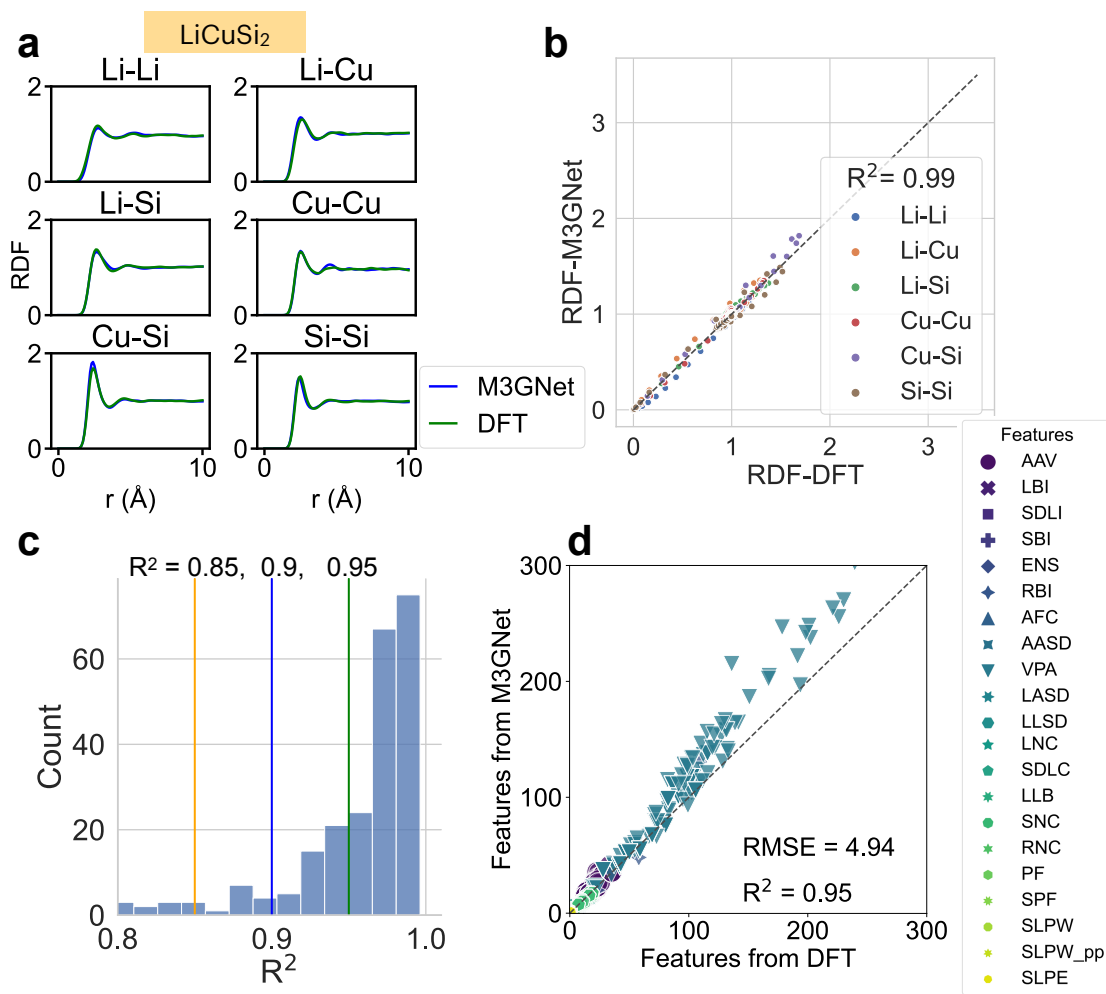 a
LiCuSi₂
Li-Li
Li-Cu
2
0
2
0
Li-Si
Cu-Cu
RDF
2
1
0
2
0
Cu-Si
Si-Si
2
0
2
0
0
10
0
10
r (Å)
r (Å)
M3GNet
DFT
b
RDF-M3GNet
3
2
1
0
R² = 0.99
Li-Li
Li-Cu
Li-Si
Cu-Cu
Cu-Si
Si-Si
0
1
2
3
RDF-DFT
c
R² = 0.85, 0.9, 0.95
Count
60
40
20
0
0.8
0.9
1.0
R²
d
Features from M3GNet
300
200
100
0
RMSE = 4.94
R² = 0.95
0
100
200
300
Features from DFT
Features
AAV
LBI
SDLI
SBI
ENS
RBI
AFC
AASD
VPA
LASD
LLSD
LNC
SDLC
LLB
SNC
RNC
PF
SPF
SLPW
SLPW_pp
SLPE